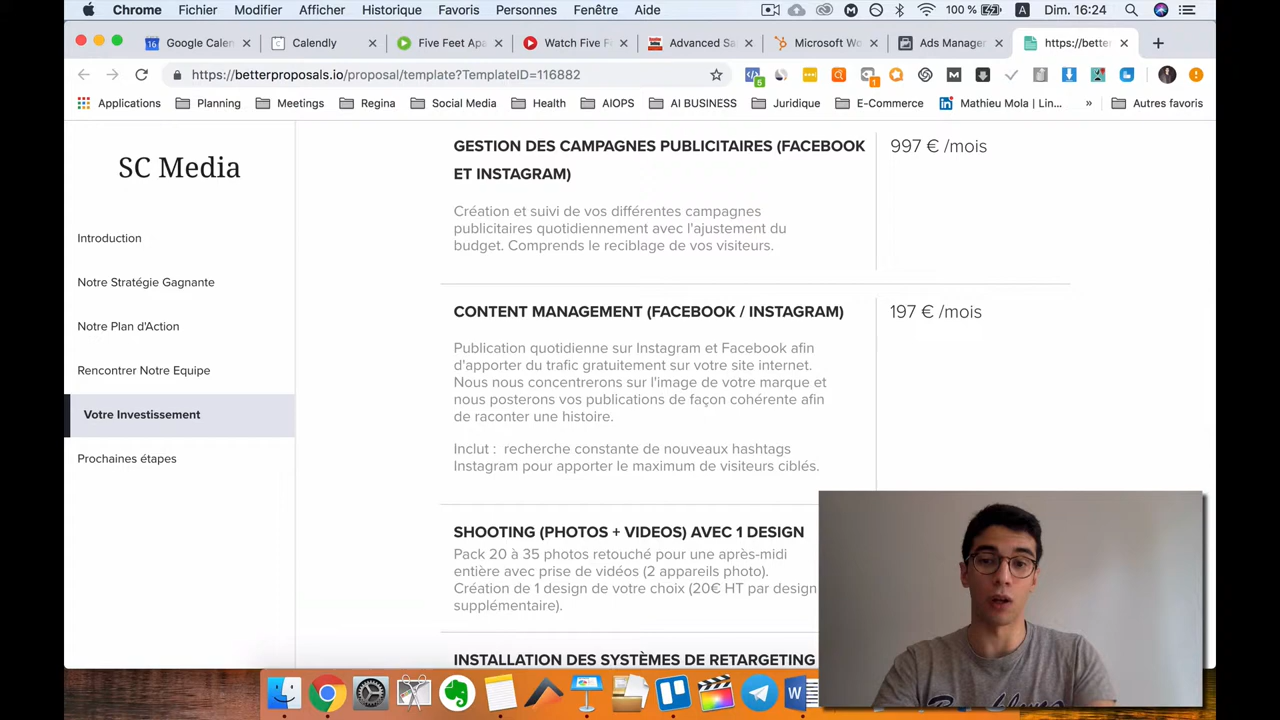 Chrome Fichier Modifier Afficher Historique Favoris Personnes Fenêtre Aide 100 % A Dim. 16:24
16 Google Calen Calendly Five Feet Apa Watch Five F Advanced Sa Microsoft Wo Ads Manager https://bette
https://betterproposals.io/proposal/template?TemplateID=116882
Applications Planning Meetings Regina Social Media Health AIOPS AI BUSINESS Juridique E-Commerce Mathieu Mola | Lin... » Autres favoris
SC Media
Introduction
Notre Stratégie Gagnante
Notre Plan d'Action
Rencontrer Notre Equipe
Votre Investissement
Prochaines étapes
GESTION DES CAMPAGNES PUBLICITAIRES (FACEBOOK
ET INSTAGRAM)
997 € /mois
Création et suivi de vos différentes campagnes
publicitaires quotidiennement avec l'ajustement du
budget. Comprends le reciblage de vos visiteurs.
CONTENT MANAGEMENT (FACEBOOK / INSTAGRAM)
197 € /mois
Publication quotidienne sur Instagram et Facebook afin
d'apporter du trafic gratuitement sur votre site internet.
Nous nous concentrerons sur l'image de votre marque et
nous posterons vos publications de façon cohérente afin
de raconter une histoire.
Inclut : recherche constante de nouveaux hashtags
Instagram pour apporter le maximum de visiteurs ciblés.
SHOOTING (PHOTOS + VIDEOS) AVEC 1 DESIGN
Pack 20 à 35 photos retouché pour une après-midi
entière avec prise de vidéos (2 appareils photo).
Création de 1 design de votre choix (20€ HT par design
supplémentaire).
INSTALLATION DES SYSTÈMES DE RETARGETING